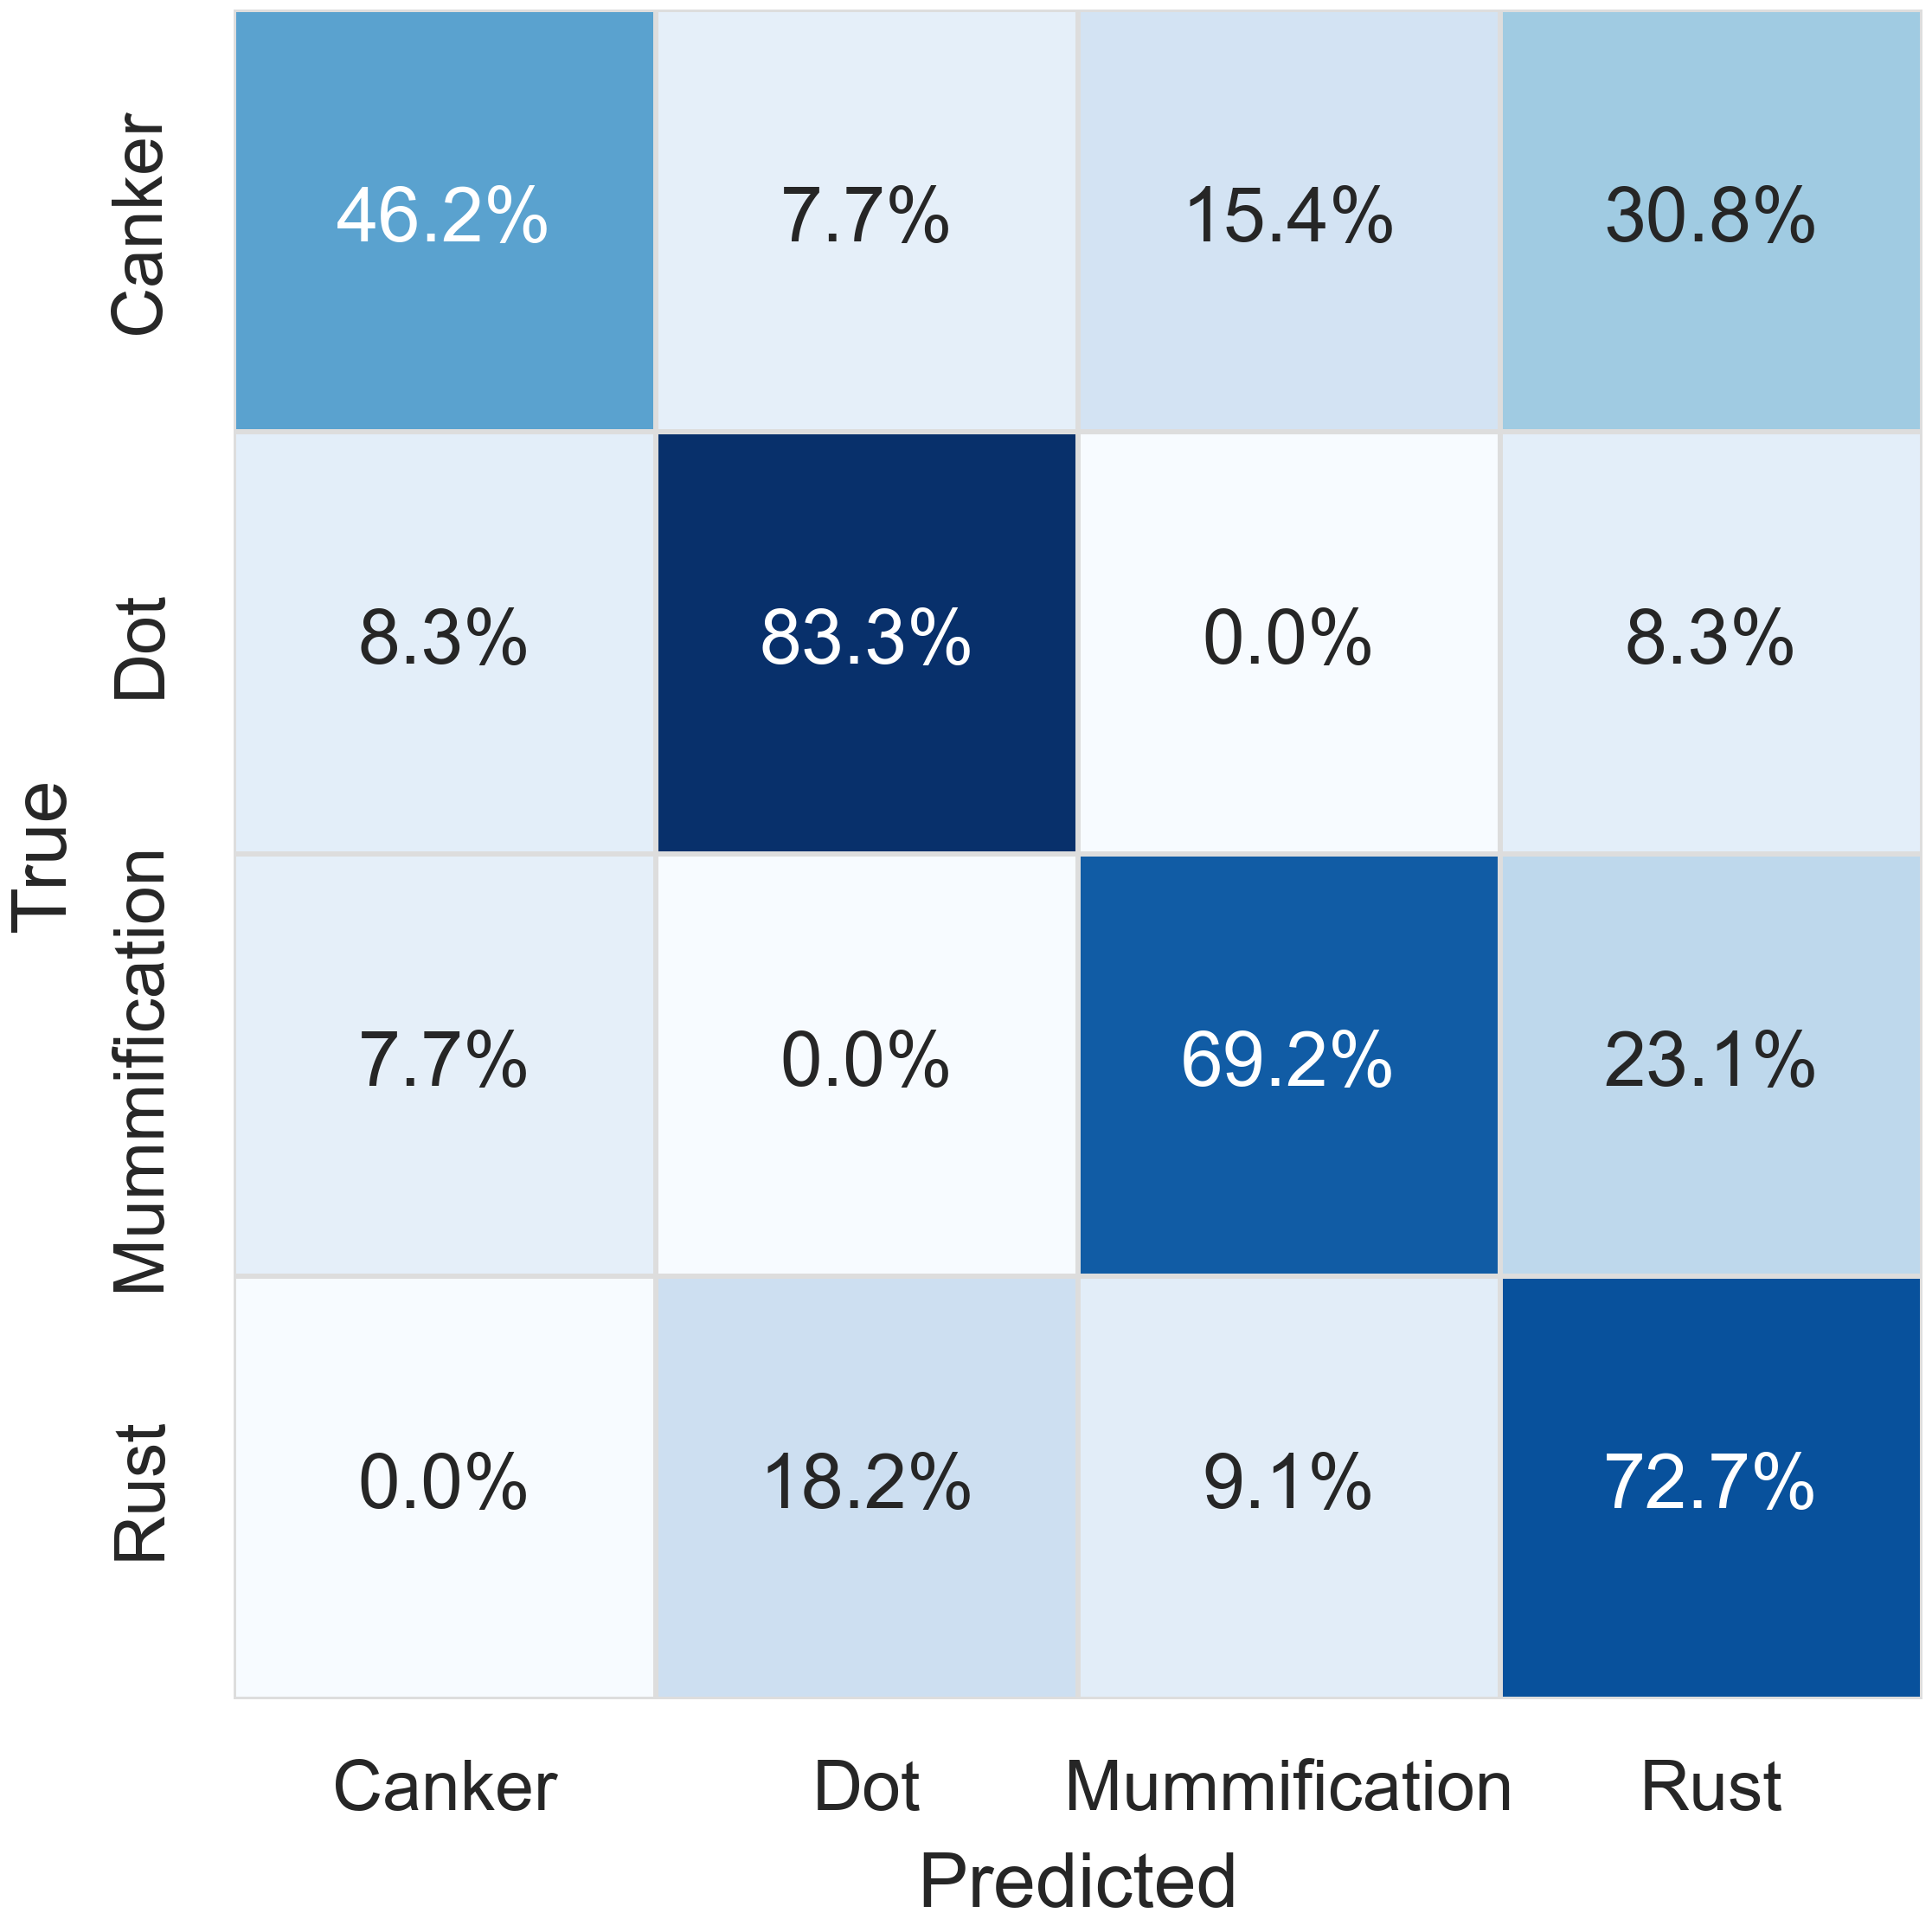 True
Canker
46.2% 7.7% 15.4% 30.8%
Dot
8.3% 83.3% 0.0% 8.3%
Mummification
7.7% 0.0% 69.2% 23.1%
Rust
0.0% 18.2% 9.1% 72.7%
Canker Dot Mummification Rust
Predicted